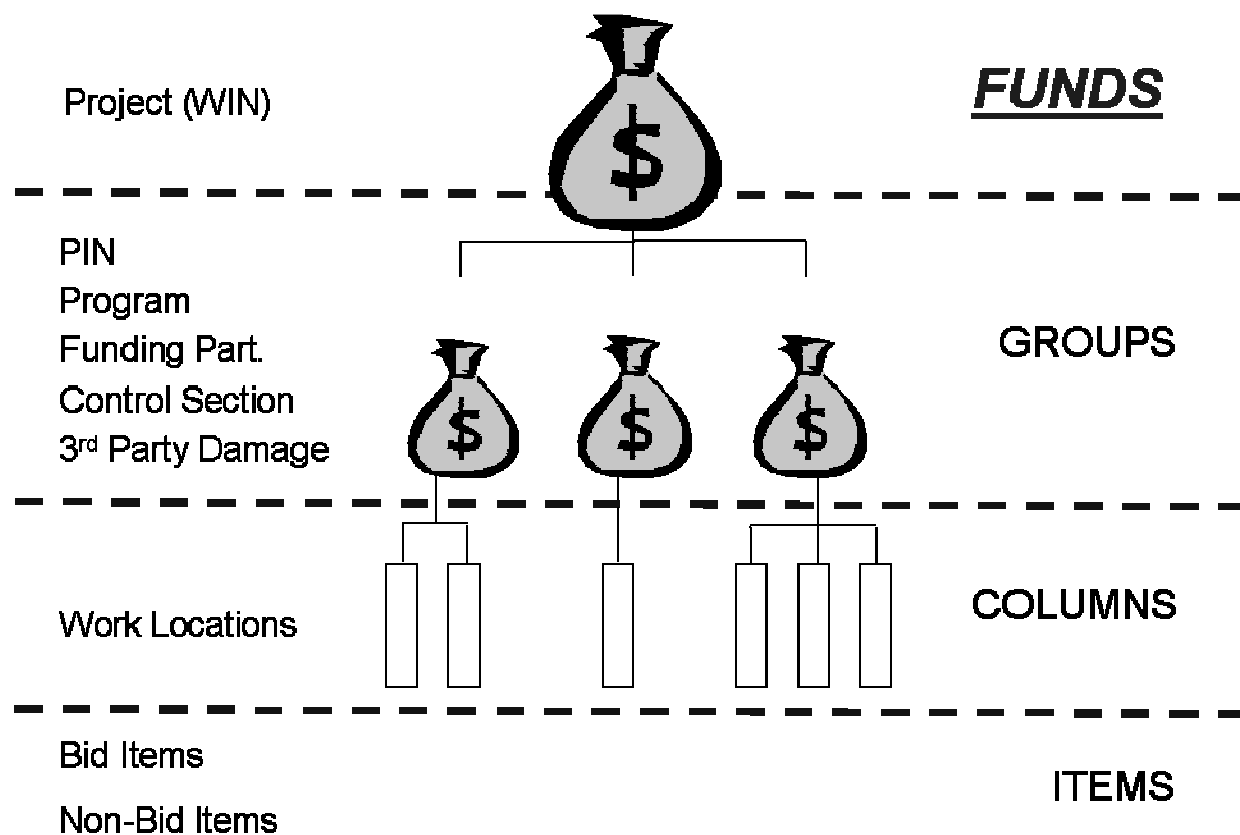 Project (WIN)
FUNDS
$
PIN
Program
Funding Part.
Control Section
3rd Party Damage
GROUPS
$ $ $
Work Locations
COLUMNS
Bid Items
Non-Bid Items
ITEMS